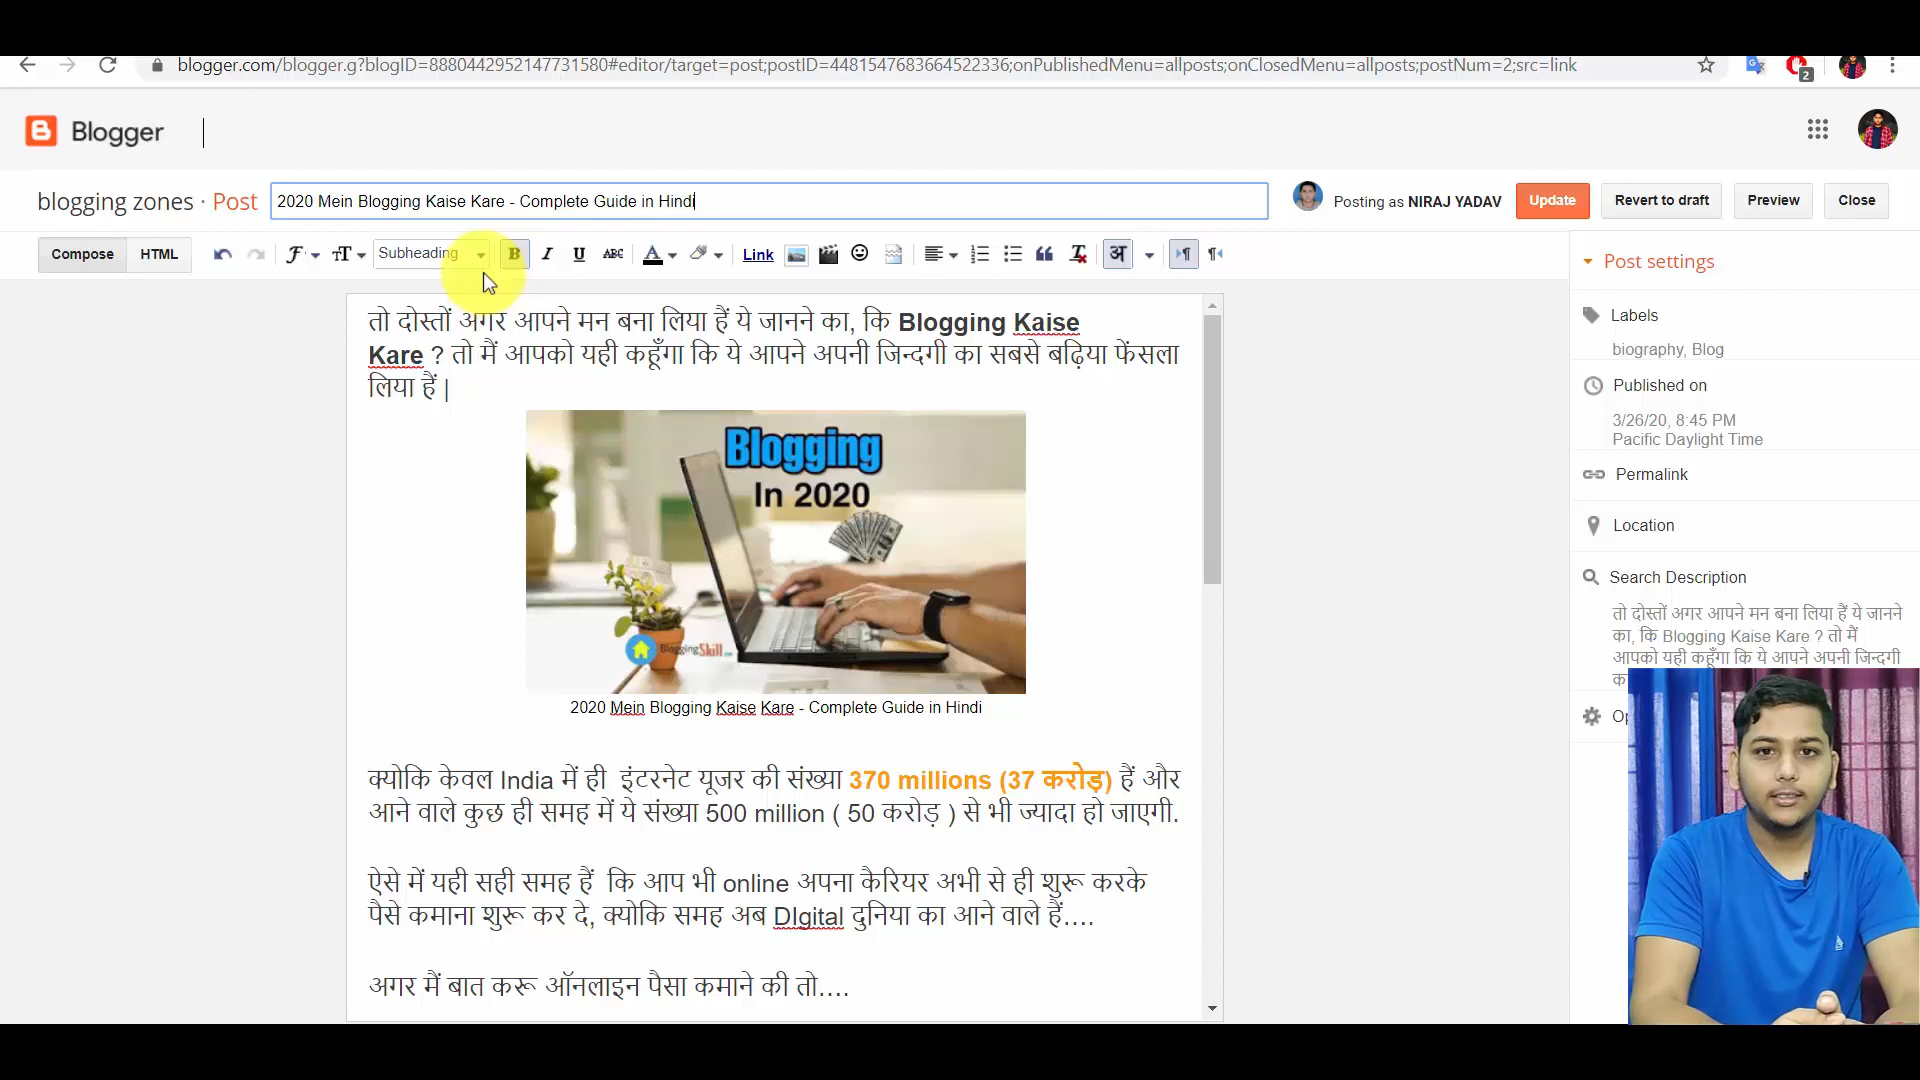 blogger.com/blogger.g?blogID=8880442952147731580#editor/target=post;postID=4481547683664522336;onPublishedMenu=allposts;onClosedMenu=allposts;postNum=2;src=link
2
Blogger
blogging zones · Post
2020 Mein Blogging Kaise Kare - Complete Guide in Hindi
Posting as NIRAJ YADAV
Update
Revert to draft
Preview
Close
Compose
HTML
Subheading
B I U ABC A
Link
अ
Post settings
तो दोस्तों अगर आपने मन बना लिया हैं ये जानने का, कि Blogging Kaise
Kare ? तो मैं आपको यही कहूँगा कि ये आपने अपनी जिन्दगी का सबसे बढ़िया फेंसला
लिया हैं |
Blogging
In 2020
BloggingSkill.com
2020 Mein Blogging Kaise Kare - Complete Guide in Hindi
क्योकि केवल India में ही इंटरनेट यूजर की संख्या 370 millions (37 करोड़) हैं और
आने वाले कुछ ही समह में ये संख्या 500 million ( 50 करोड़ ) से भी ज्यादा हो जाएगी.
ऐसे में यही सही समह हैं कि आप भी online अपना कैरियर अभी से ही शुरू करके
पैसे कमाना शुरू कर दे, क्योकि समह अब DIgital दुनिया का आने वाले हैं....
अगर मैं बात करू ऑनलाइन पैसा कमाने की तो....
Labels
biography, Blog
Published on
3/26/20, 8:45 PM
Pacific Daylight Time
Permalink
Location
Search Description
तो दोस्तों अगर आपने मन बना लिया हैं ये जानने
का, कि Blogging Kaise Kare ? तो मैं
आपको यही कहूँगा कि ये आपने अपनी जिन्दगी